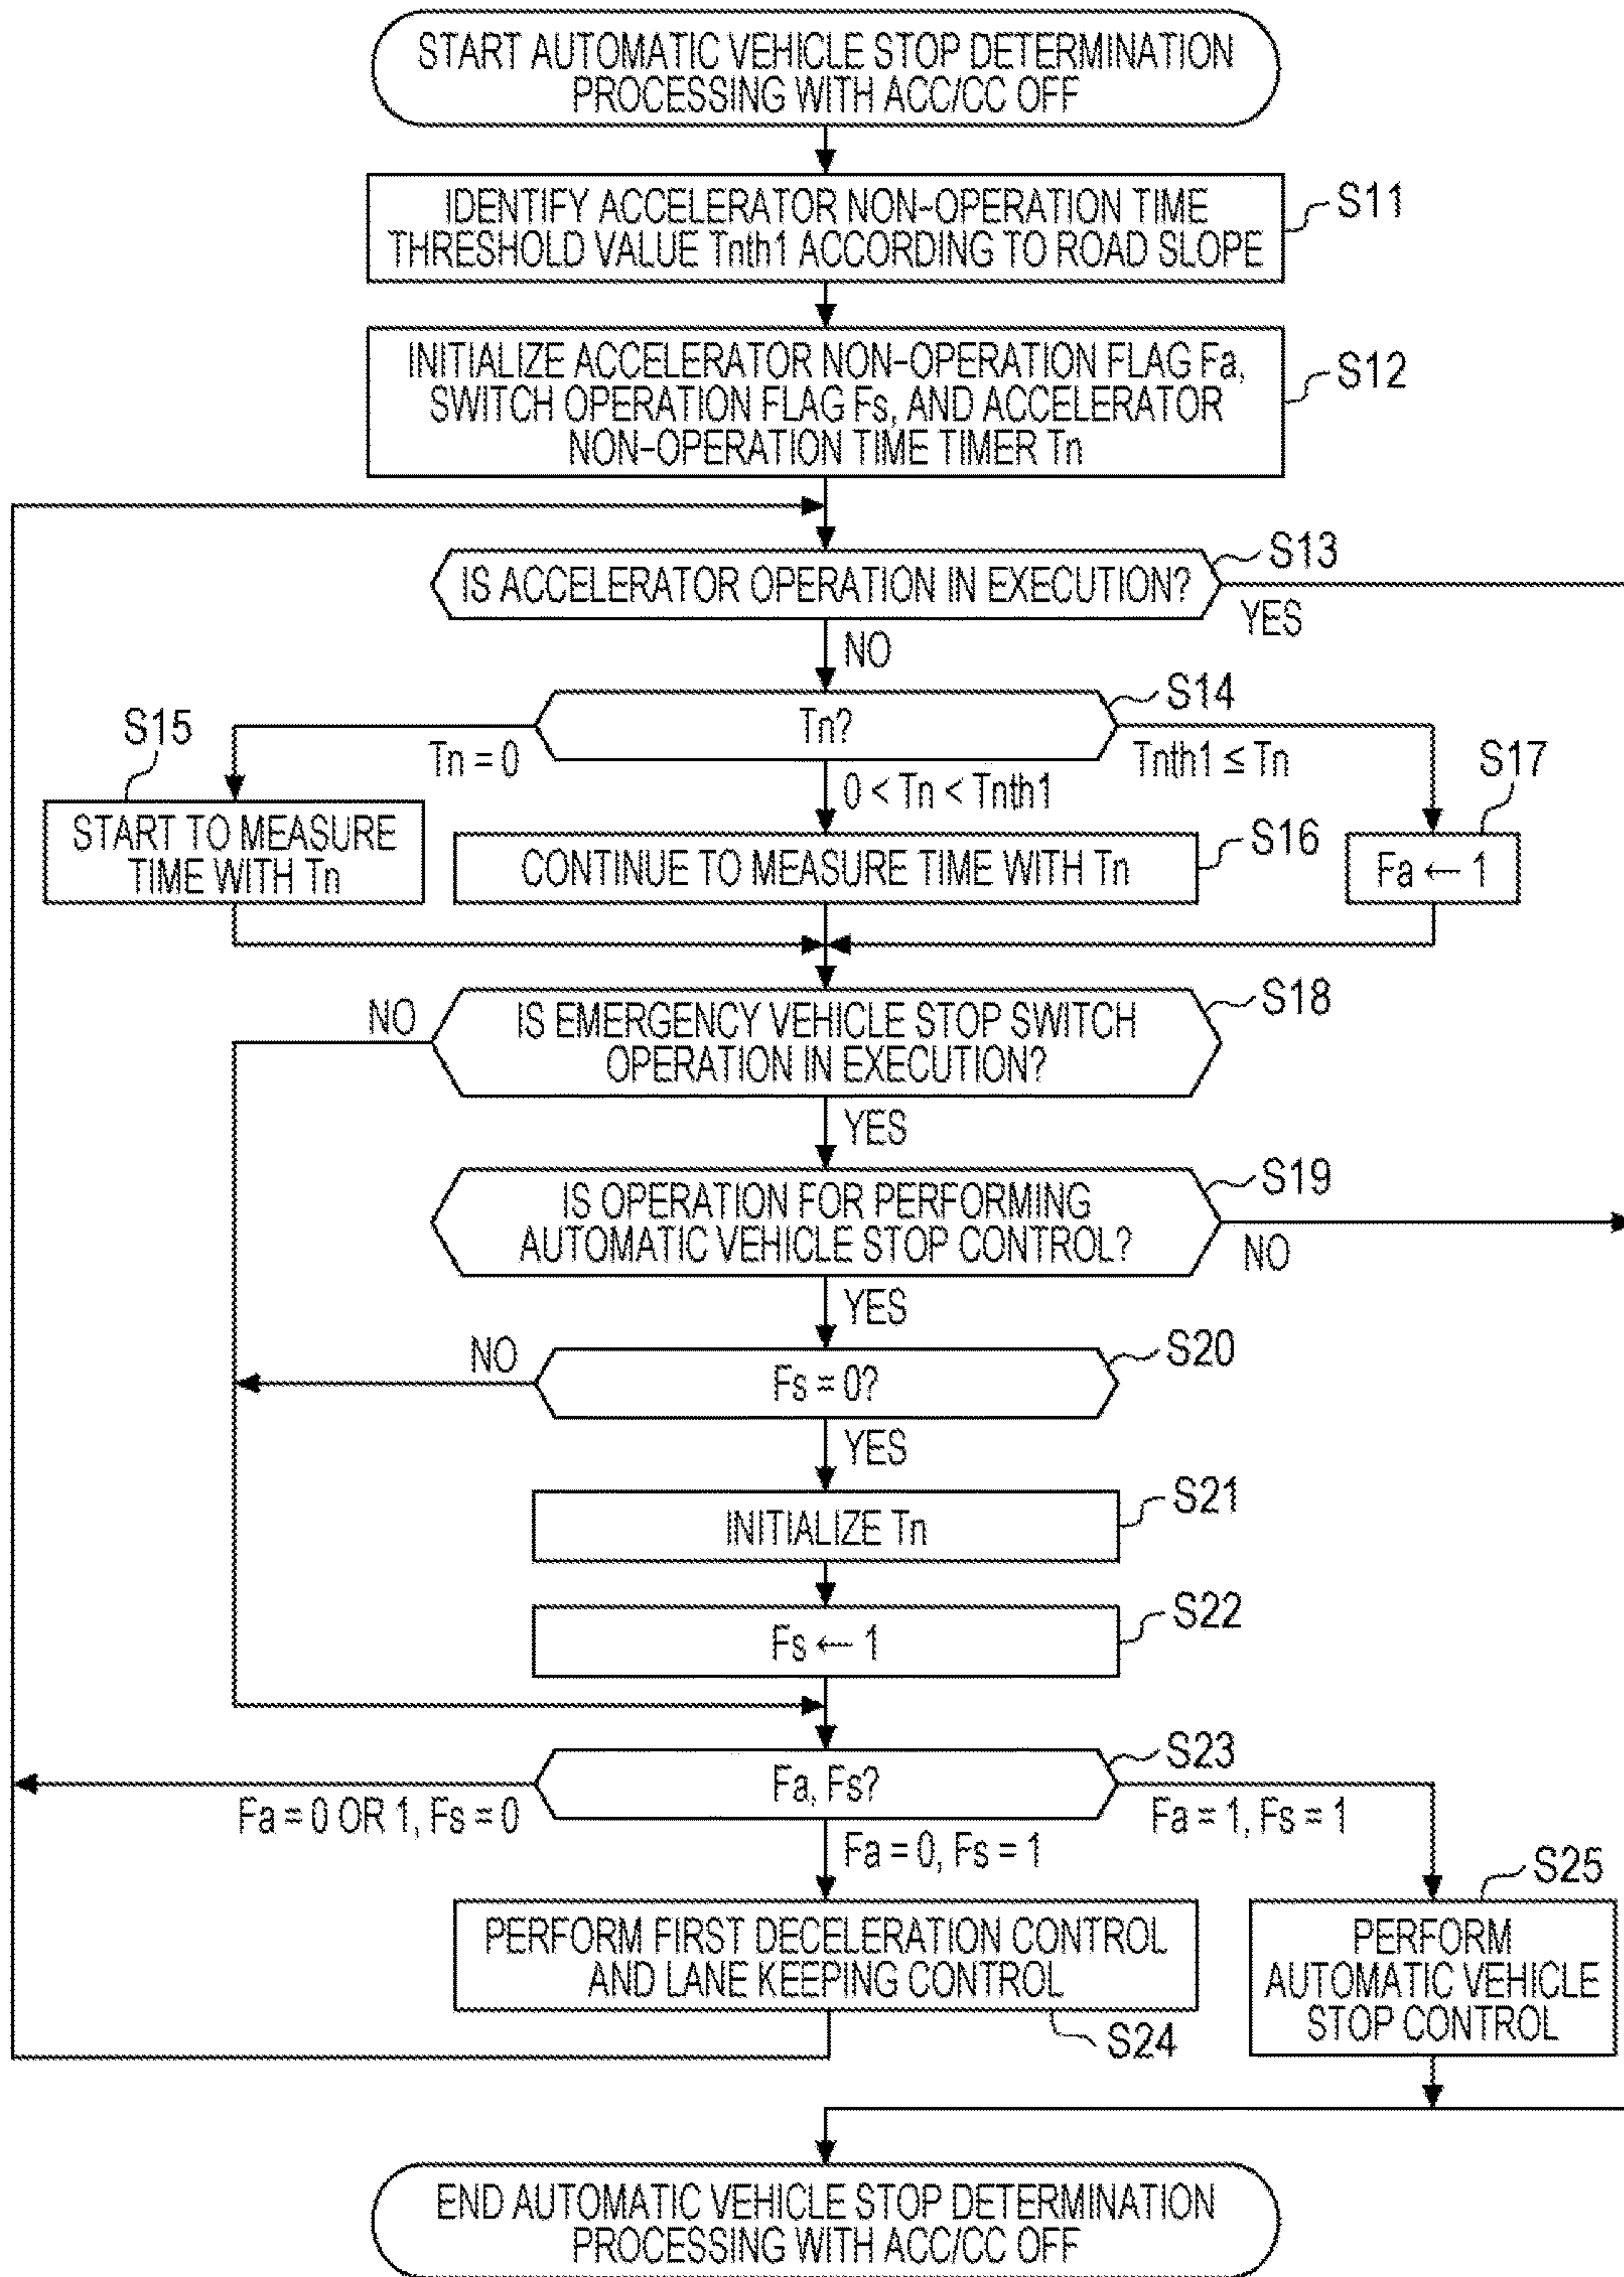 START AUTOMATIC VEHICLE STOP DETERMINATION
PROCESSING WITH ACC/CC OFF
IDENTIFY ACCELERATOR NON-OPERATION TIME
THRESHOLD VALUE Tnth1 ACCORDING TO ROAD SLOPE
S11
INITIALIZE ACCELERATOR NON-OPERATION FLAG Fa,
SWITCH OPERATION FLAG Fs, AND ACCELERATOR
NON-OPERATION TIME TIMER Tn
S12
IS ACCELERATOR OPERATION IN EXECUTION?
S13
YES
NO
Tn?
S14
Tn = 0
0 < Tn < Tnth1
Tnth1 ≤ Tn
S15
START TO MEASURE
TIME WITH Tn
CONTINUE TO MEASURE TIME WITH Tn
S16
S17
Fa ← 1
IS EMERGENCY VEHICLE STOP SWITCH
OPERATION IN EXECUTION?
S18
NO
YES
IS OPERATION FOR PERFORMING
AUTOMATIC VEHICLE STOP CONTROL?
S19
NO
YES
Fs = 0?
S20
NO
YES
INITIALIZE Tn
S21
Fs ← 1
S22
Fa, Fs?
S23
Fa = 0 OR 1, Fs = 0
Fa = 0, Fs = 1
Fa = 1, Fs = 1
PERFORM FIRST DECELERATION CONTROL
AND LANE KEEPING CONTROL
S24
S25
PERFORM
AUTOMATIC VEHICLE
STOP CONTROL
END AUTOMATIC VEHICLE STOP DETERMINATION
PROCESSING WITH ACC/CC OFF